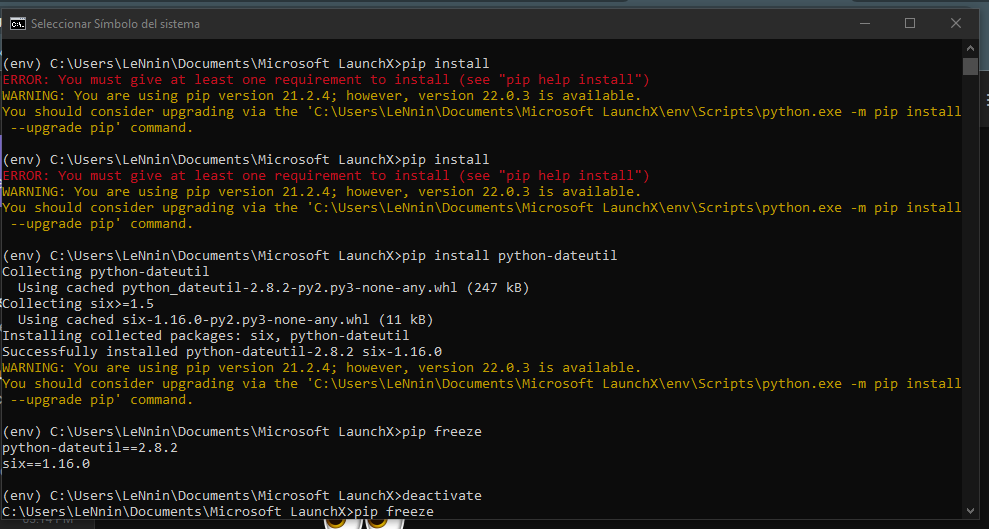 Seleccionar Símbolo del sistema
(env) C:\Users\LeNnin\Documents\Microsoft LaunchX>pip install
ERROR: You must give at least one requirement to install (see "pip help install")
WARNING: You are using pip version 21.2.4; however, version 22.0.3 is available.
You should consider upgrading via the 'C:\Users\LeNnin\Documents\Microsoft LaunchX\env\Scripts\python.exe -m pip install
--upgrade pip' command.
(env) C:\Users\LeNnin\Documents\Microsoft LaunchX>pip install
ERROR: You must give at least one requirement to install (see "pip help install")
WARNING: You are using pip version 21.2.4; however, version 22.0.3 is available.
You should consider upgrading via the 'C:\Users\LeNnin\Documents\Microsoft LaunchX\env\Scripts\python.exe -m pip install
--upgrade pip' command.
(env) C:\Users\LeNnin\Documents\Microsoft LaunchX>pip install python-dateutil
Collecting python-dateutil
Using cached python_dateutil-2.8.2-py2.py3-none-any.whl (247 kB)
Collecting six>=1.5
Using cached six-1.16.0-py2.py3-none-any.whl (11 kB)
Installing collected packages: six, python-dateutil
Successfully installed python-dateutil-2.8.2 six-1.16.0
WARNING: You are using pip version 21.2.4; however, version 22.0.3 is available.
You should consider upgrading via the 'C:\Users\LeNnin\Documents\Microsoft LaunchX\env\Scripts\python.exe -m pip install
--upgrade pip' command.
(env) C:\Users\LeNnin\Documents\Microsoft LaunchX>pip freeze
python-dateutil==2.8.2
six==1.16.0
(env) C:\Users\LeNnin\Documents\Microsoft LaunchX>deactivate
C:\Users\LeNnin\Documents\Microsoft LaunchX>pip freeze